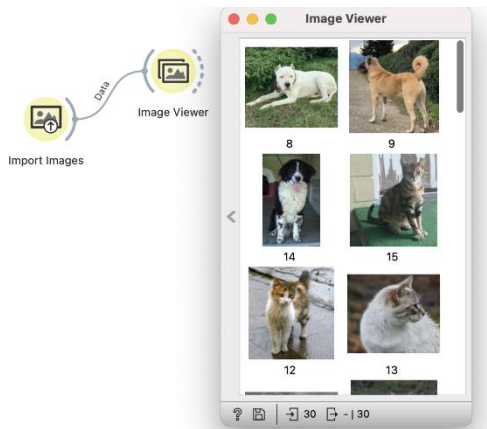 Image Viewer
Data
Image Viewer
Import Images
8 9
14 15
12 13
? 30 - | 30